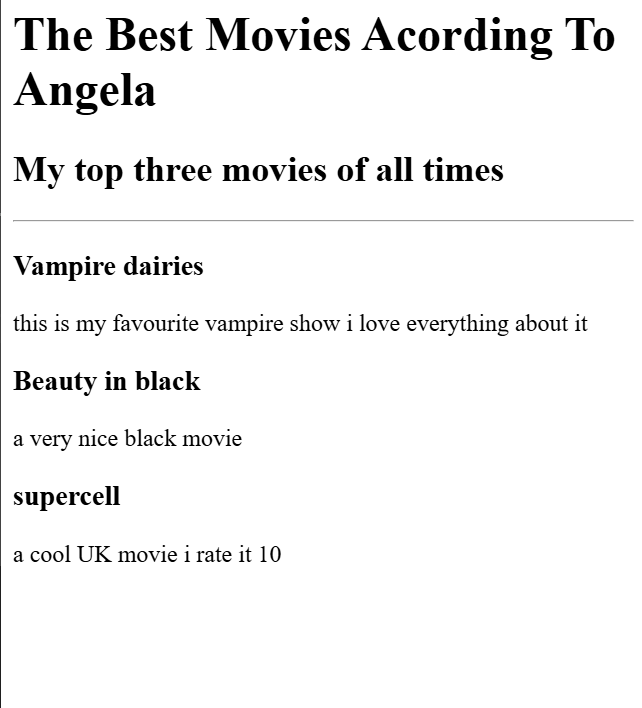 The Best Movies Acording To
Angela
My top three movies of all times
Vampire dairies
this is my favourite vampire show i love everything about it
Beauty in black
a very nice black movie
supercell
a cool UK movie i rate it 10